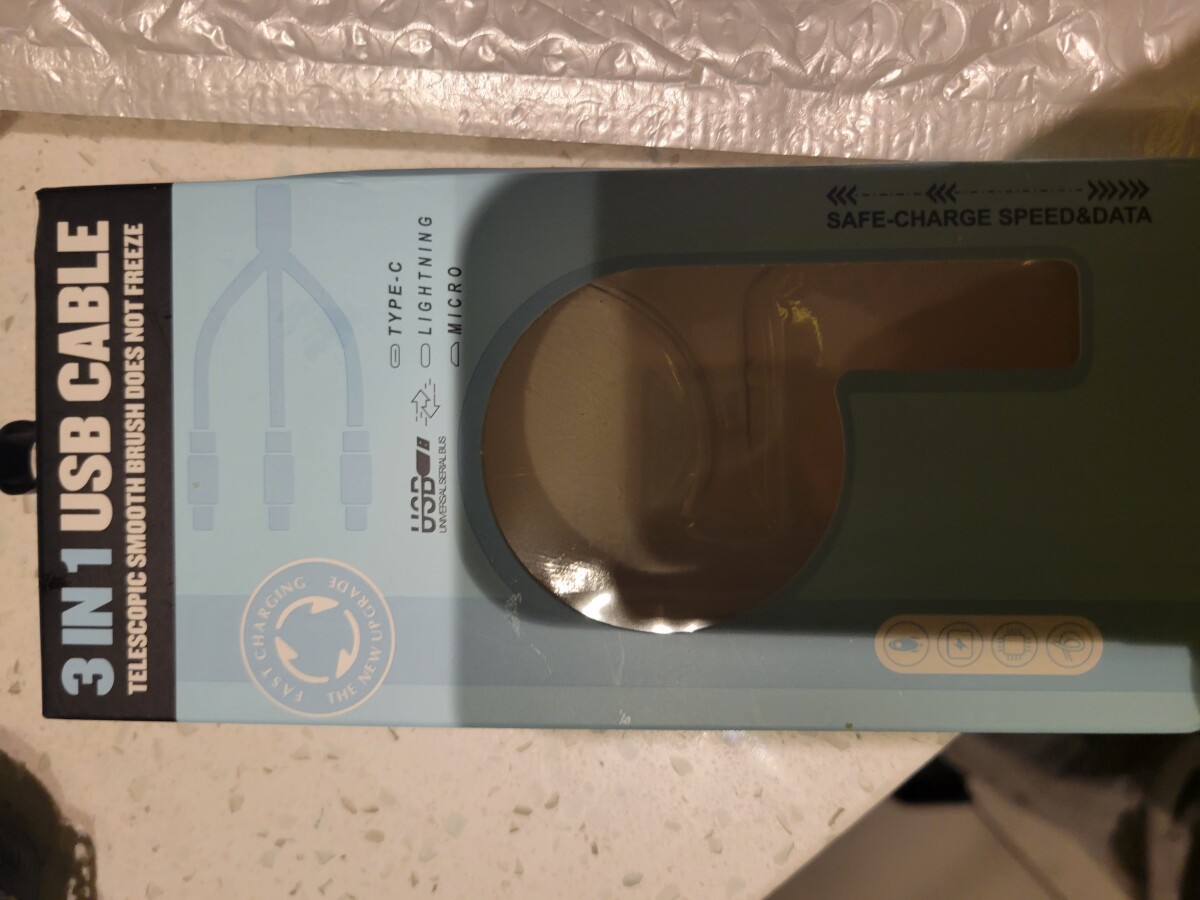 3 IN 1 USB CABLE
TELESCOPIC SMOOTH BRUSH DOES NOT FREEZE
TYPE-C
LIGHTNING
MICRO
USB
UNIVERSAL SERIAL BUS
FAST CHARGING
THE NEW UPGRADE
SAFE-CHARGE SPEED&DATA